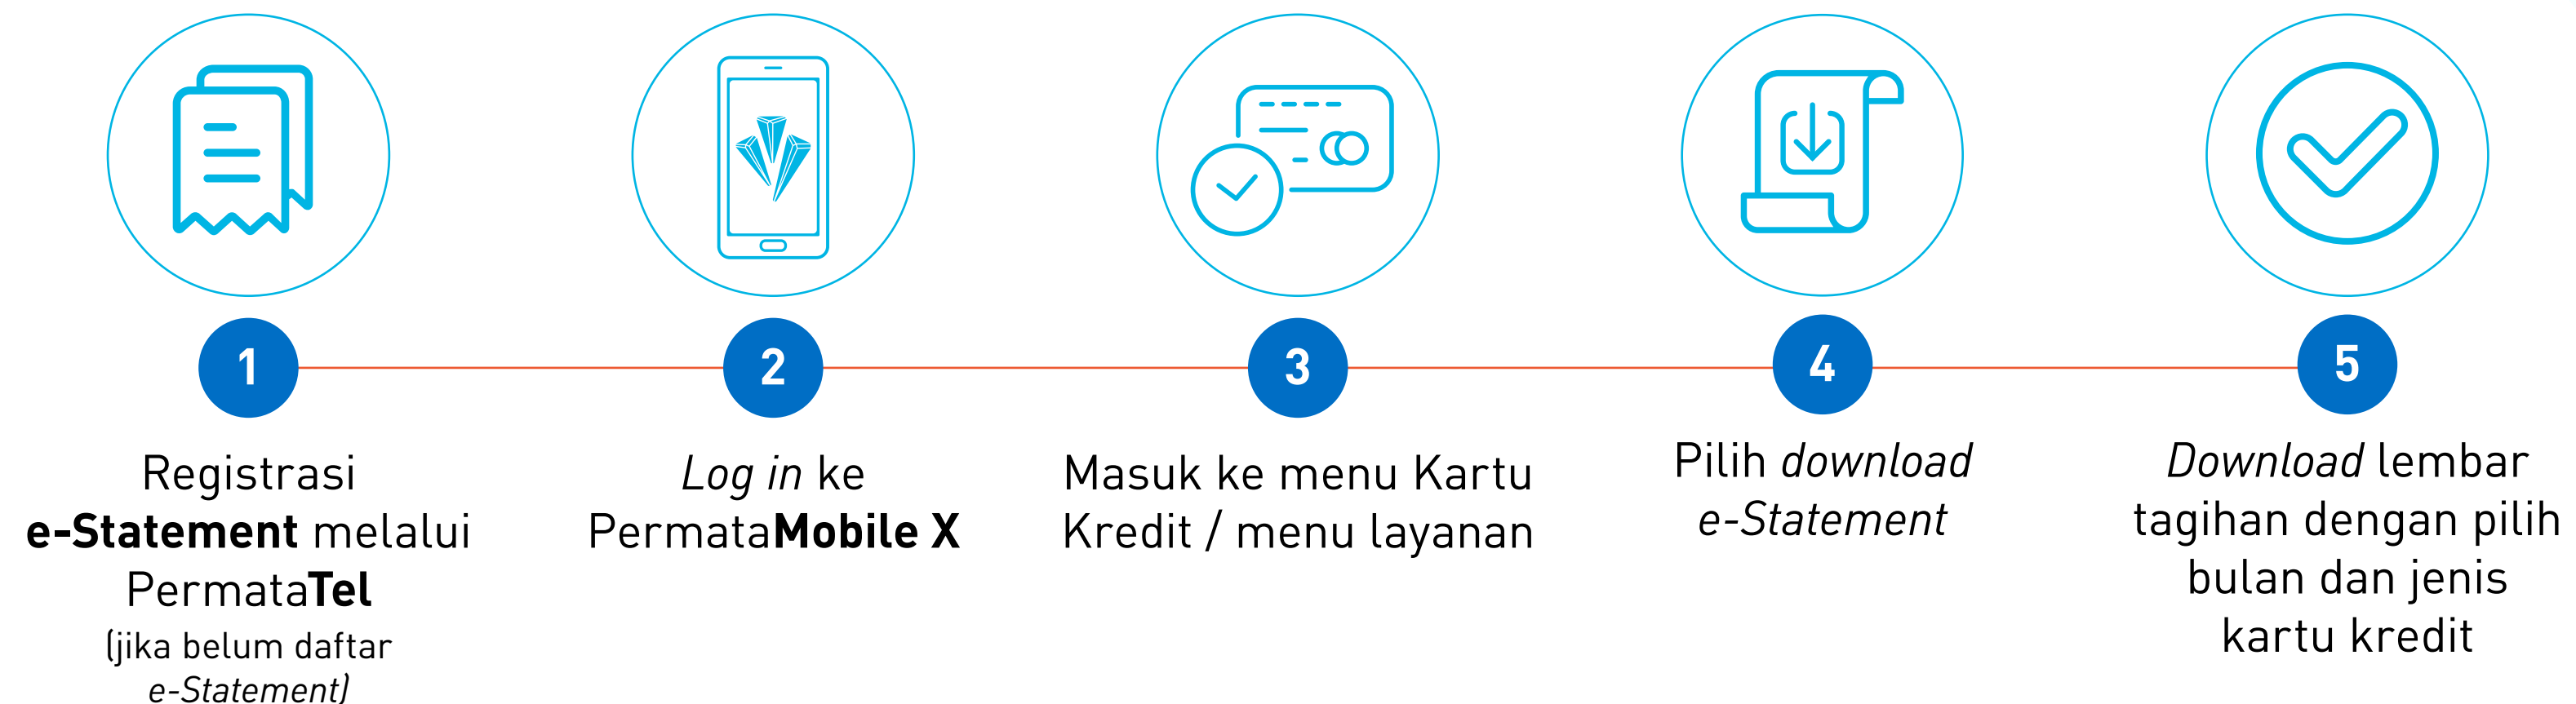 1
Registrasi
e-Statement melalui
PermataTel
(jika belum daftar
e-Statement)
2
Log in ke
PermataMobile X
3
Masuk ke menu Kartu
Kredit / menu layanan
4
Pilih download
e-Statement
5
Download lembar
tagihan dengan pilih
bulan dan jenis
kartu kredit